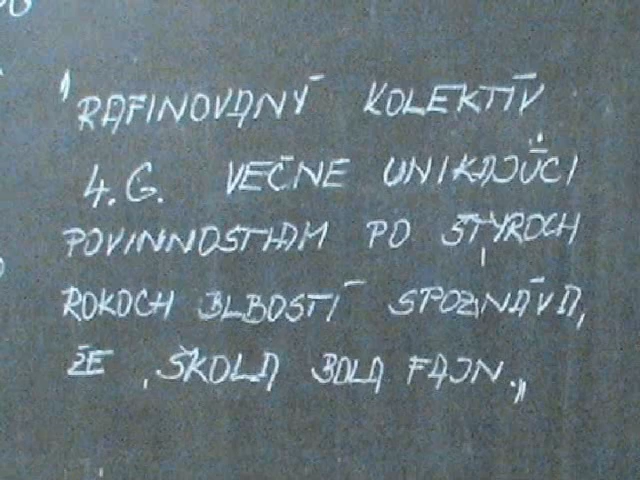 "RAFINOVANÝ KOLEKTÍV
4.G. VEČNE UNIKAJÚCI
POVINNOSTIAM PO ŠTYROCH
ROKOCH BLBOSTÍ SPOZNÁVA,
ŽE ŠKOLA BOLA FAJN."